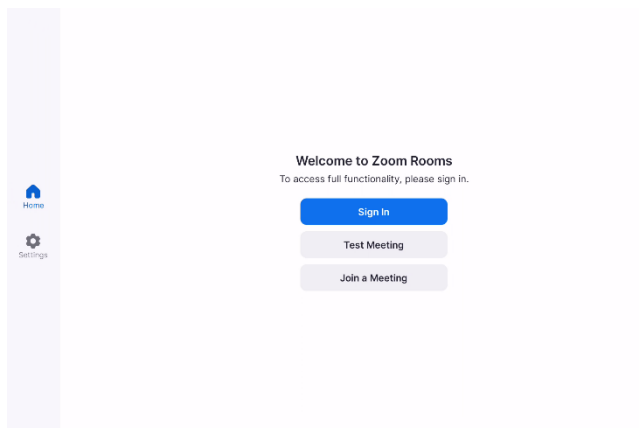 Home
Settings
Welcome to Zoom Rooms
To access full functionality, please sign in.
Sign In
Test Meeting
Join a Meeting